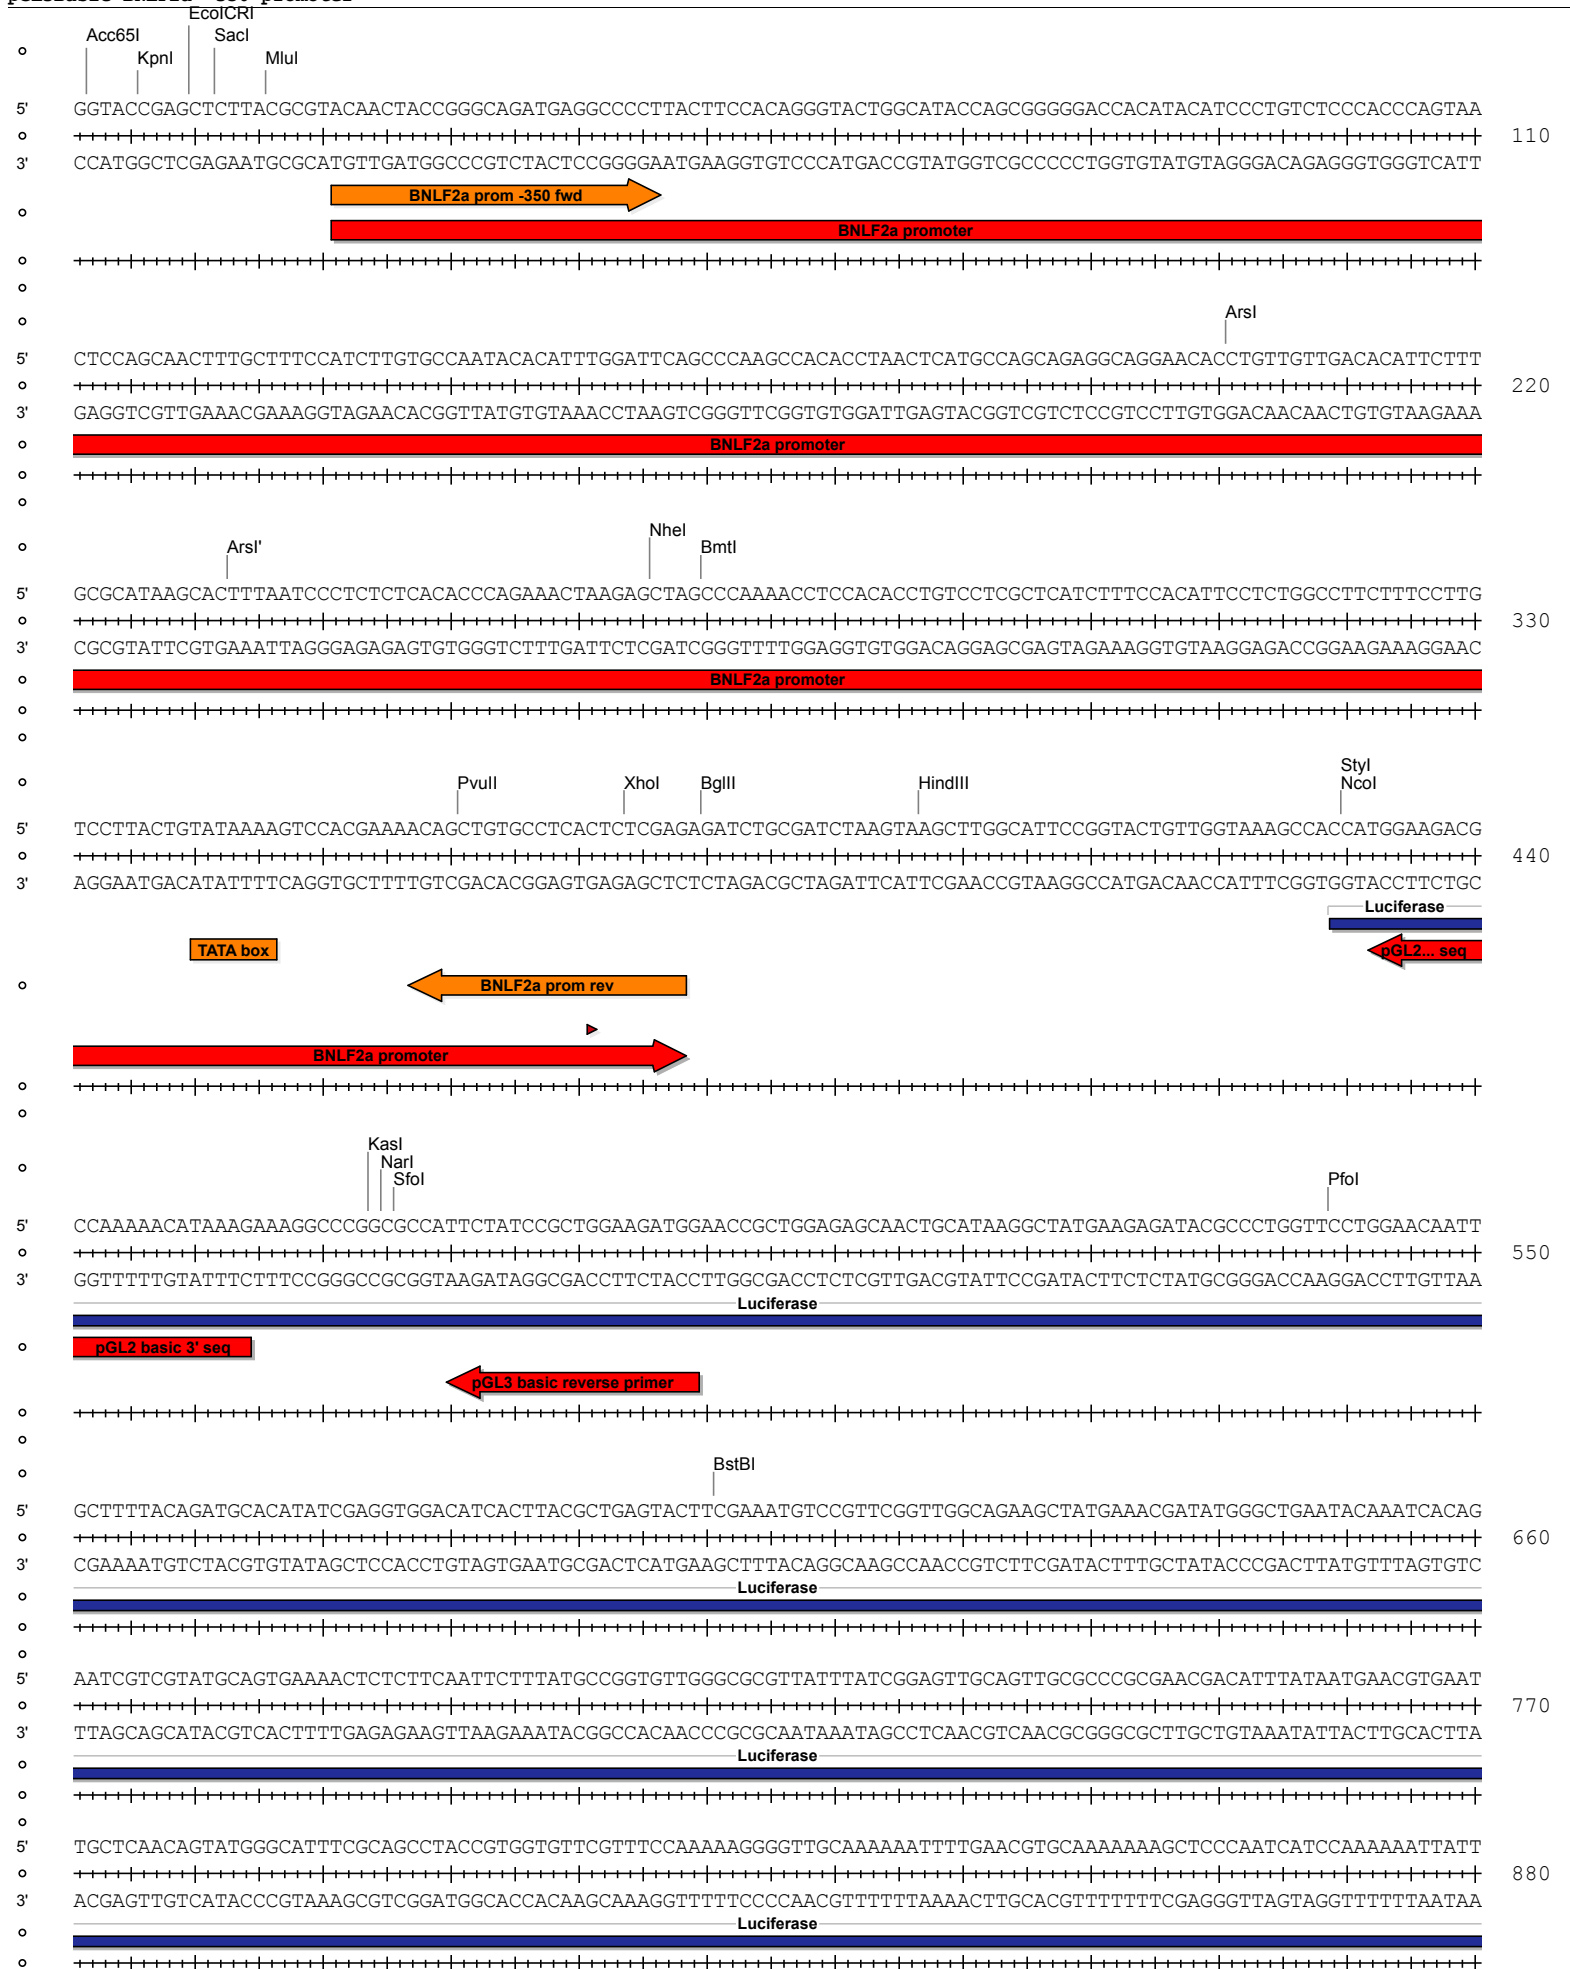 EcoICRI
Acc65I SacI
KpnI MluI
5' GGTACCGAGCTCTTACGCGTACAACTACCGGGCAGATGAGGCCCCTTACTTCCACAGGGTACTGGCATACCAGCGGGGGACCACATACATCCCTGTCTCCCACCCAGTAA
110
3' CCATGGCTCGAGAATGCGCATGTTGATGGCCCGTCTACTCCGGGGAATGAAGGTGTCCCATGACCGTATGGTCGCCCCCTGGTGTATGTAGGGACAGAGGGTGGGTCATT
BNLF2a prom -350 fwd
BNLF2a promoter
ArsI
5' CTCCAGCAACTTTGCTTTCCATCTTGTGCCAATACACATTTGGATTCAGCCCAAGCCACACCTAACTCATGCCAGCAGAGGCAGGAACACCTGTTGTTGACACATTCTTT
220
3' GAGGTCGTTGAAACGAAAGGTAGAACACGGTTATGTGTAAACCTAAGTCGGGTTCGGTGTGGATTGAGTACGGTCGTCTCCGTCCTTGTGGACAACAACTGTGTAAGAAA
BNLF2a promoter
NheI
ArsI' BmtI
5' GCGCATAAGCACTTTAATCCCTCTCTCACACCCAGAAACTAAGAGCTAGCCCAAAACCTCCACACCTGTCCTCGCTCATCTTTCCACATTCCTCTGGCCTTCTTTCCTTG
330
3' CGCGTATTCGTGAAATTAGGGAGAGAGTGTGGGTCTTTGATTCTCGATCGGGTTTTGGAGGTGTGGACAGGAGCGAGTAGAAAGGTGTAAGGAGACCGGAAGAAAGGAAC
BNLF2a promoter
StyI
PvuII XhoI BglII HindIII NcoI
5' TCCTTACTGTATAAAAGTCCACGAAAACAGCTGTGCCTCACTCTCGAGAGATCTGCGATCTAAGTAAGCTTGGCATTCCGGTACTGTTGGTAAAGCCACCATGGAAGACG
440
3' AGGAATGACATATTTTCAGGTGCTTTTGTCGACACGGAGTGAGAGCTCTCTAGACGCTAGATTCATTCGAACCGTAAGGCCATGACAACCATTTCGGTGGTACCTTCTGC
Luciferase
TATA box pGL2... seq
BNLF2a prom rev
BNLF2a promoter
KasI
NarI
SfoI PfoI
5' CCAAAAACATAAAGAAAGGCCCGGCGCCATTCTATCCGCTGGAAGATGGAACCGCTGGAGAGCAACTGCATAAGGCTATGAAGAGATACGCCCTGGTTCCTGGAACAATT
550
3' GGTTTTTGTATTTCTTTCCGGGCCGCGGTAAGATAGGCGACCTTCTACCTTGGCGACCTCTCGTTGACGTATTCCGATACTTCTCTATGCGGGACCAAGGACCTTGTTAA
Luciferase
pGL2 basic 3' seq
pGL3 basic reverse primer
BstBI
5' GCTTTTACAGATGCACATATCGAGGTGGACATCACTTACGCTGAGTACTTCGAAATGTCCGTTCGGTTGGCAGAAGCTATGAAACGATATGGGCTGAATACAAATCACAG
660
3' CGAAAATGTCTACGTGTATAGCTCCACCTGTAGTGAATGCGACTCATGAAGCTTTACAGGCAAGCCAACCGTCTTCGATACTTTGCTATACCCGACTTATGTTTAGTGTC
Luciferase
5' AATCGTCGTATGCAGTGAAAACTCTCTTCAATTCTTTATGCCGGTGTTGGGCGCGTTATTTATCGGAGTTGCAGTTGCGCCCGCGAACGACATTTATAATGAACGTGAAT
770
3' TTAGCAGCATACGTCACTTTTGAGAGAAGTTAAGAAATACGGCCACAACCCGCGCAATAAATAGCCTCAACGTCAACGCGGGCGCTTGCTGTAAATATTACTTGCACTTA
Luciferase
5' TGCTCAACAGTATGGGCATTTCGCAGCCTACCGTGGTGTTCGTTTCCAAAAAGGGGTTGCAAAAAATTTTGAACGTGCAAAAAAAGCTCCCAATCATCCAAAAAATTATT
880
3' ACGAGTTGTCATACCCGTAAAGCGTCGGATGGCACCACAAGCAAAGGTTTTTCCCCAACGTTTTTTAAAACTTGCACGTTTTTTTCGAGGGTTAGTAGGTTTTTTAATAA
Luciferase